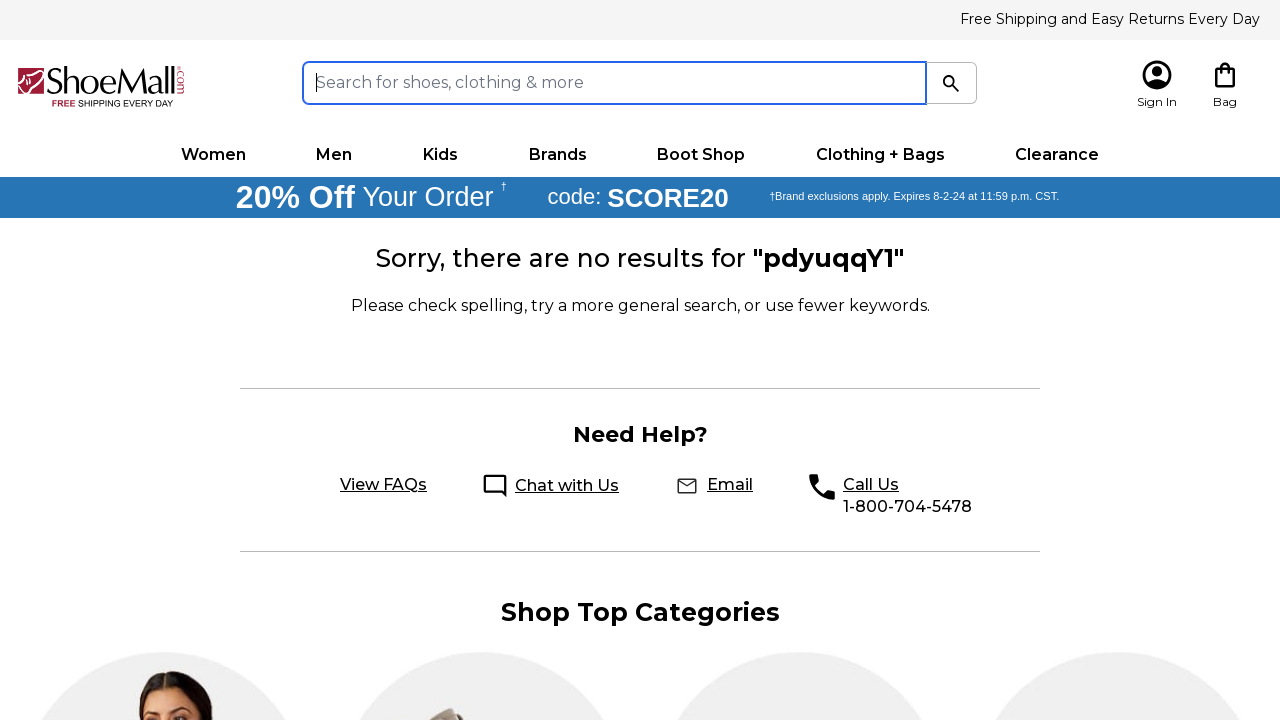 Free Shipping and Easy Returns Every Day
ShoeMall.com
FREE SHIPPING EVERY DAY
Search for shoes, clothing & more
Sign In
Bag
Women
Men
Kids
Brands
Boot Shop
Clothing + Bags
Clearance
20% Off Your Order † code: SCORE20 †Brand exclusions apply. Expires 8-2-24 at 11:59 p.m. CST.
Sorry, there are no results for "pdyuqqY1"
Please check spelling, try a more general search, or use fewer keywords.
Need Help?
View FAQs
Chat with Us
Email
Call Us
1-800-704-5478
Shop Top Categories